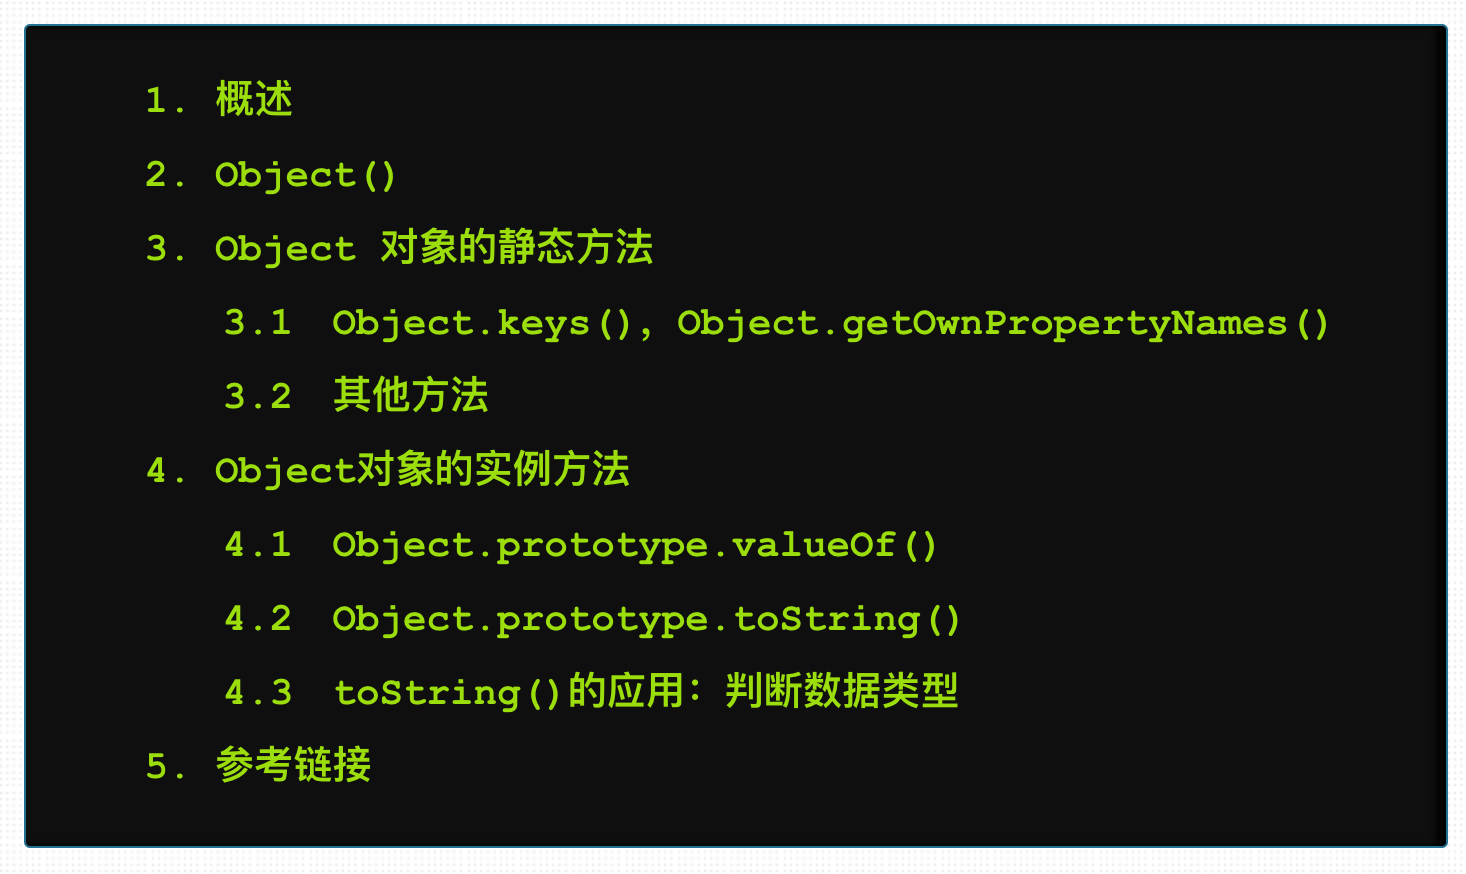 1. 概述
2. Object()
3. Object 对象的静态方法
3.1 Object.keys(), Object.getOwnPropertyNames()
3.2 其他方法
4. Object对象的实例方法
4.1 Object.prototype.valueOf()
4.2 Object.prototype.toString()
4.3 toString()的应用：判断数据类型
5. 参考链接